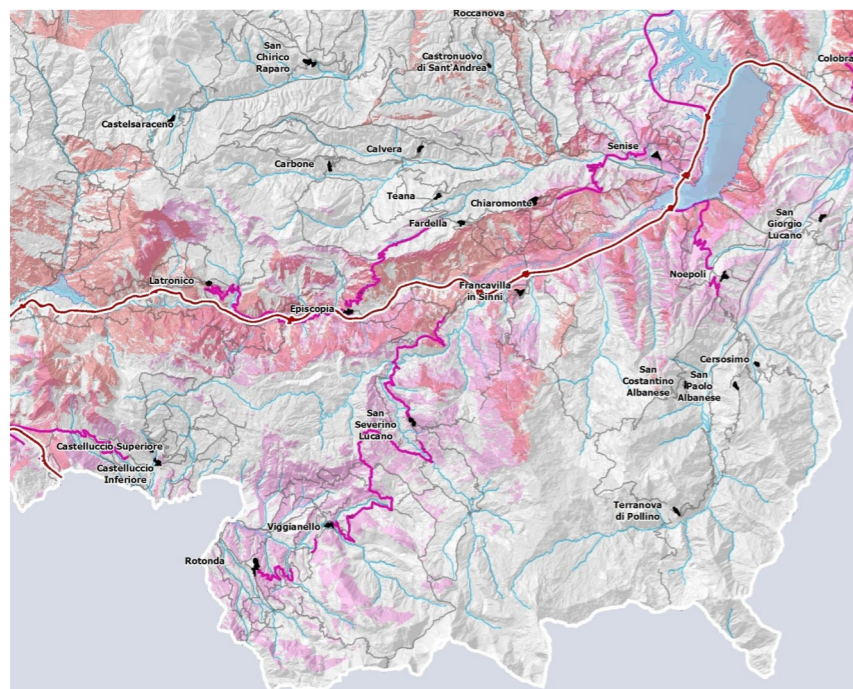 Roccanova
San
Chirico
Raparo
Castronuovo
di Sant'Andrea
Colobra
Castelsaraceno
Calvera
Senise
Carbone
Teana
Chiaromonte
Fardella
San
Giorgio
Lucano
Noepoli
Latronico
Francavilla
in Sinni
Episcopia
Cersosimo
San
Costantino
Albanese
San
Paolo
Albanese
San
Severino
Lucano
Castelluccio Superiore
Castelluccio
Inferiore
Terranova
di Pollino
Viggianello
Rotonda